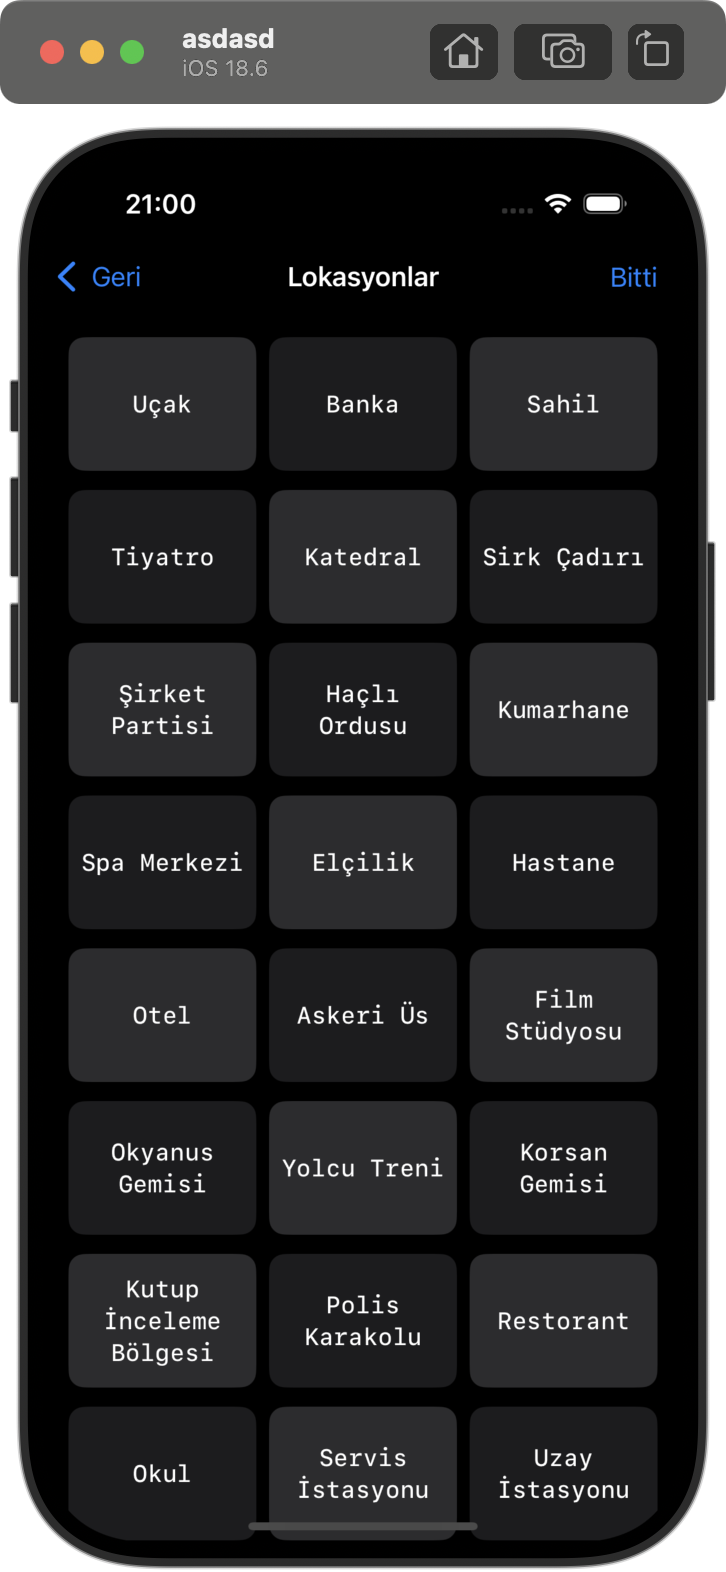 asdasd
iOS 18.6
21:00
Geri
Lokasyonlar
Bitti
Uçak
Banka
Sahil
Tiyatro
Katedral
Sirk Çadırı
Şirket
Partisi
Haçlı
Ordusu
Kumarhane
Spa Merkezi
Elçilik
Hastane
Otel
Askeri Üs
Film
Stüdyosu
Okyanus
Gemisi
Yolcu Treni
Korsan
Gemisi
Kutup
İnceleme
Bölgesi
Polis
Karakolu
Restorant
Okul
Servis
İstasyonu
Uzay
İstasyonu